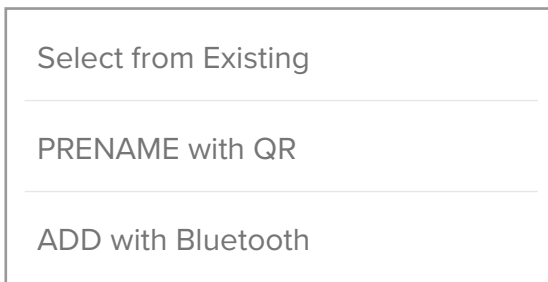 Select from Existing
PRENAME with QR
ADD with Bluetooth